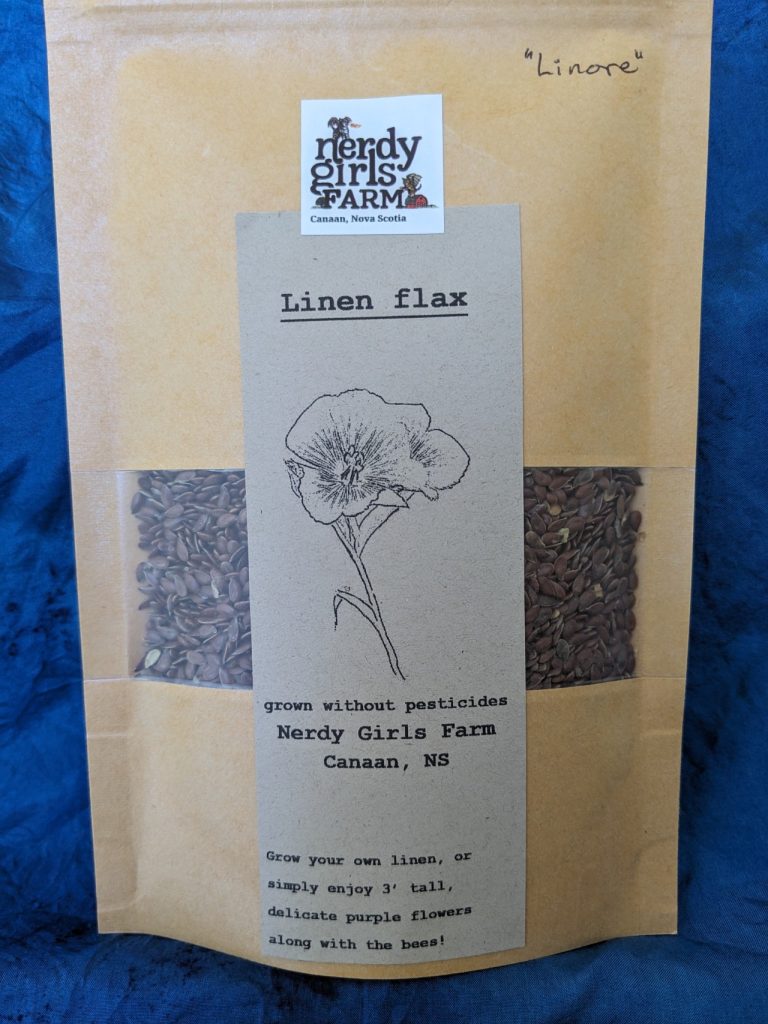 "Linore"
nerdy
girls
FARM
Canaan, Nova Scotia
Linen flax
grown without pesticides
Nerdy Girls Farm
Canaan, NS
Grow your own linen, or
simply enjoy 3' tall,
delicate purple flowers
along with the bees!